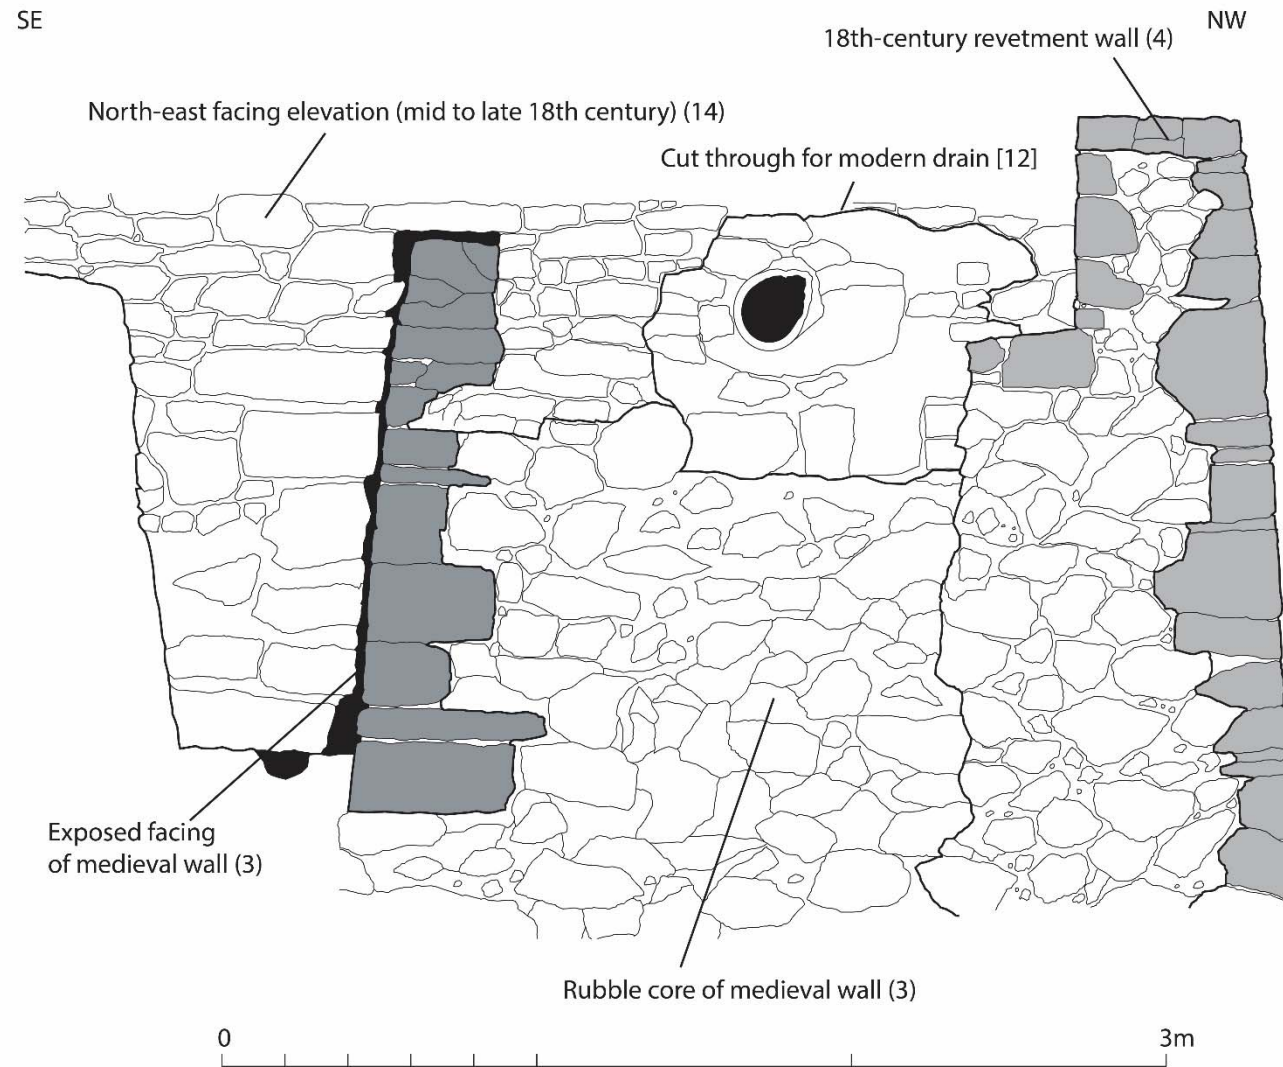 SE
NW
18th-century revetment wall (4)
North-east facing elevation (mid to late 18th century) (14)
Cut through for modern drain [12]
Exposed facing
of medieval wall (3)
Rubble core of medieval wall (3)
0
3m